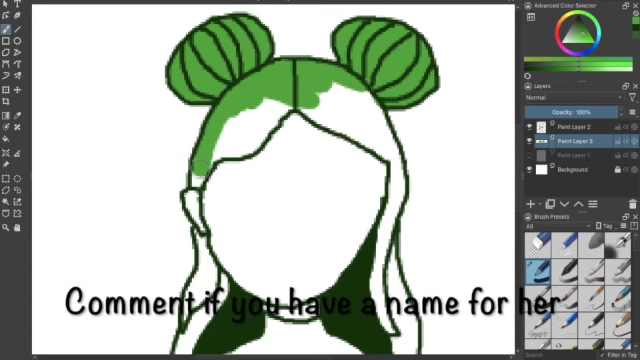 Advanced Color Selector
Layers
Normal
Opacity: 100%
Paint Layer 2
Paint Layer 3
Paint Layer 1
Background
Brush Presets
All
Tag
Search
Filter in Tag
Comment if you have a name for her